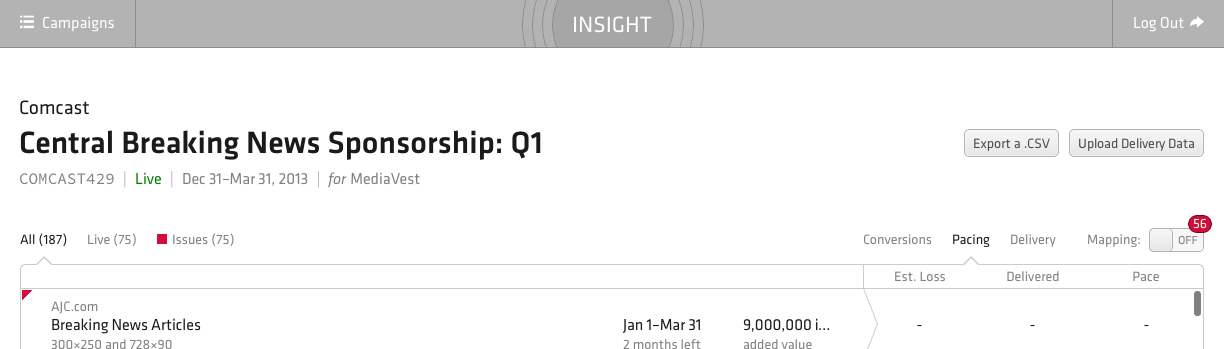 Campaigns
INSIGHT
Log Out
Comcast
Central Breaking News Sponsorship: Q1
Export a .CSV
Upload Delivery Data
COMCAST429 | Live | Dec 31–Mar 31, 2013 | for MediaVest
All (187) Live (75) Issues (75)
Conversions Pacing Delivery Mapping: OFF 56
Est. Loss Delivered Pace
AJC.com
Breaking News Articles Jan 1–Mar 31 9,000,000 i... - - -
300×250 and 728×90 2 months left added value